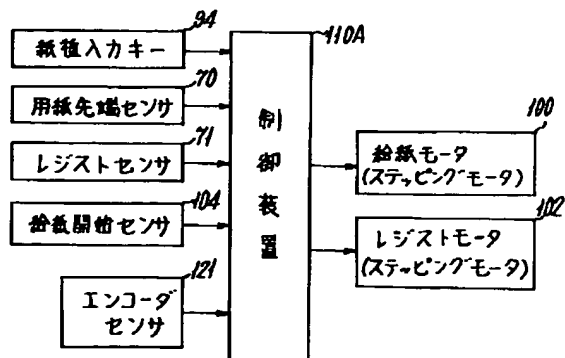 94
紙種入力キー
70
用紙先端センサ
71
レジストセンサ
104
給紙開始センサ
121
エンコーダ
センサ
110A
制御装置
100
給紙モータ
(ステッピングモータ)
102
レジストモータ
(ステッピングモータ)